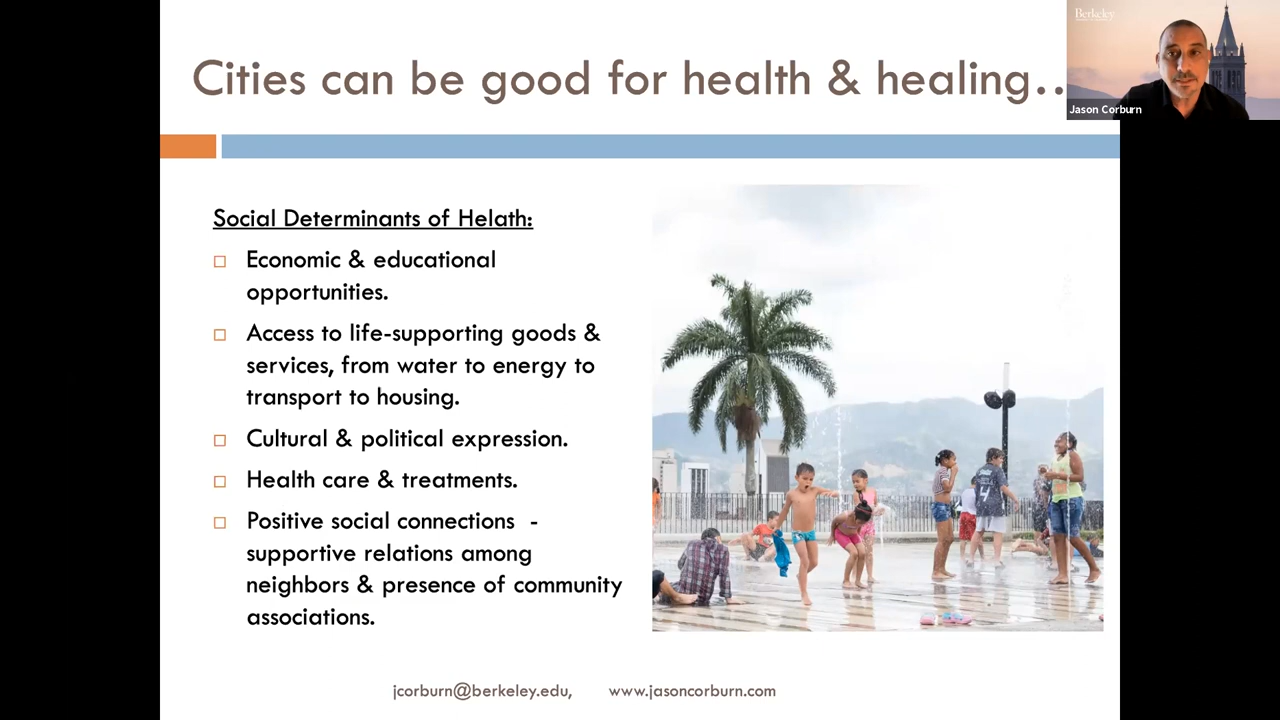 Cities can be good for health & healing..
Berkeley
Jason Corburn
Social Determinants of Helath:
Economic & educational
opportunities.
Access to life-supporting goods &
services, from water to energy to
transport to housing.
Cultural & political expression.
Health care & treatments.
Positive social connections -
supportive relations among
neighbors & presence of community
associations.
4
jcorburn@berkeley.edu, www.jasoncorburn.com